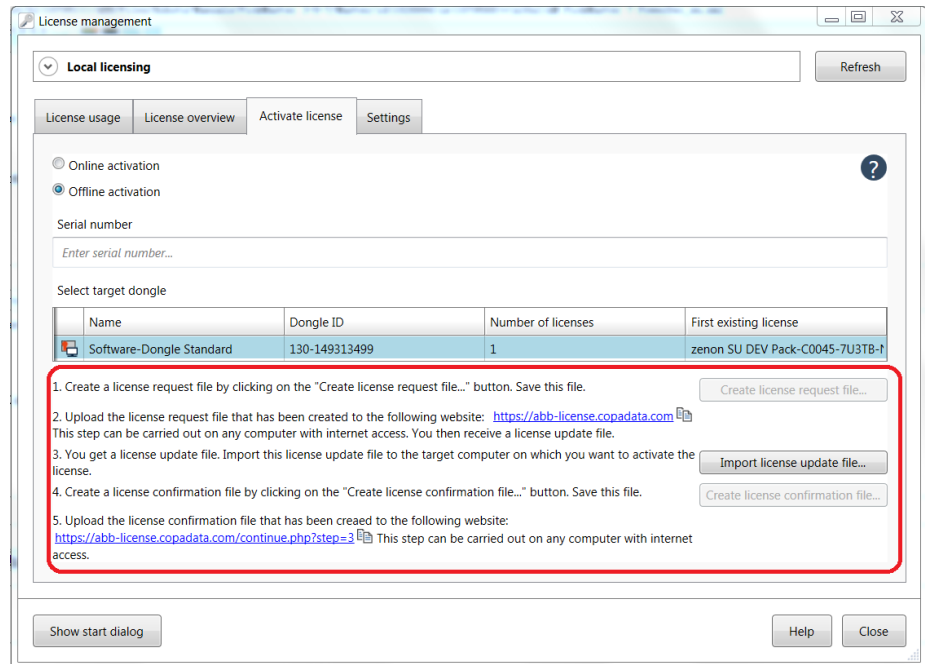 License management
Local licensing
Refresh
License usage
License overview
Activate license
Settings
Online activation
?
Offline activation
Serial number
Enter serial number...
Select target dongle
Name
Dongle ID
Number of licenses
First existing license
Software-Dongle Standard
130-149313499
1
zenon SU DEV Pack-C0045-7U3TB-
1. Create a license request file by clicking on the "Create license request file..." button. Save this file.
Create license request file...
2. Upload the license request file that has been created to the following website: https://abb-license.copadata.com
This step can be carried out on any computer with internet access. You then receive a license update file.
3. You get a license update file. Import this license update file to the target computer on which you want to activate the
license.
Import license update file...
4. Create a license confirmation file by clicking on the "Create license confirmation file..." button. Save this file.
Create license confirmation file...
5. Upload the license confirmation file that has been creaed to the following website:
https://abb-license.copadata.com/continue.php?step=3 This step can be carried out on any computer with internet
access.
Show start dialog
Help
Close